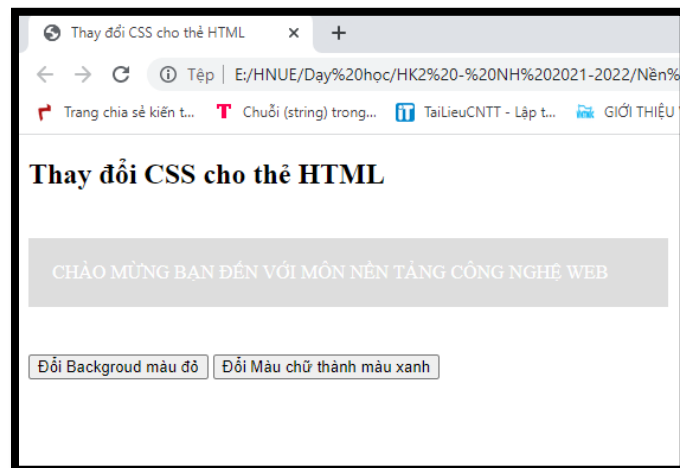 Thay đổi CSS cho thẻ HTML
Tệp | E:/HNUE/Dạy%20học/HK2%20-%20NH%202021-2022/Nền%
Trang chia sẻ kiến t... Chuỗi (string) trong... TaiLieuCNTT - Lập t... GIỚI THIỆU
Thay đổi CSS cho thẻ HTML
CHÀO MỪNG BẠN ĐẾN VỚI MÔN NỀN TẢNG CÔNG NGHỆ WEB
Đổi Backgroud màu đỏ Đổi Màu chữ thành màu xanh